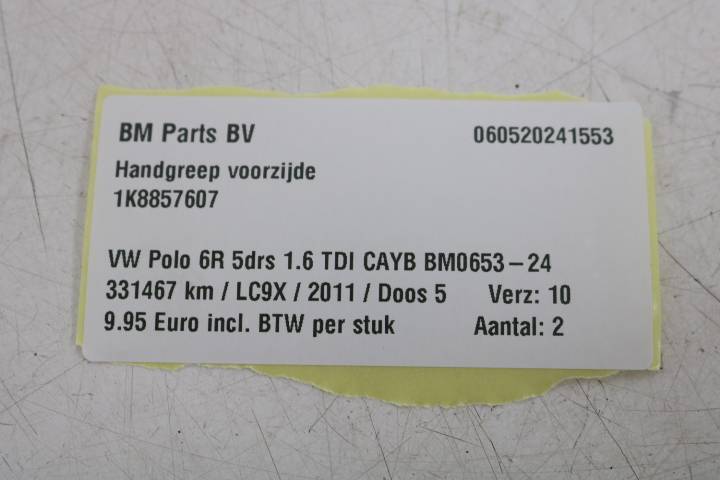 BM Parts BV 060520241553
Handgreep voorzijde
1K8857607
VW Polo 6R 5drs 1.6 TDI CAYB BM0653-24
331467 km / LC9X / 2011 / Doos 5 Verz: 10
9.95 Euro incl. BTW per stuk Aantal: 2